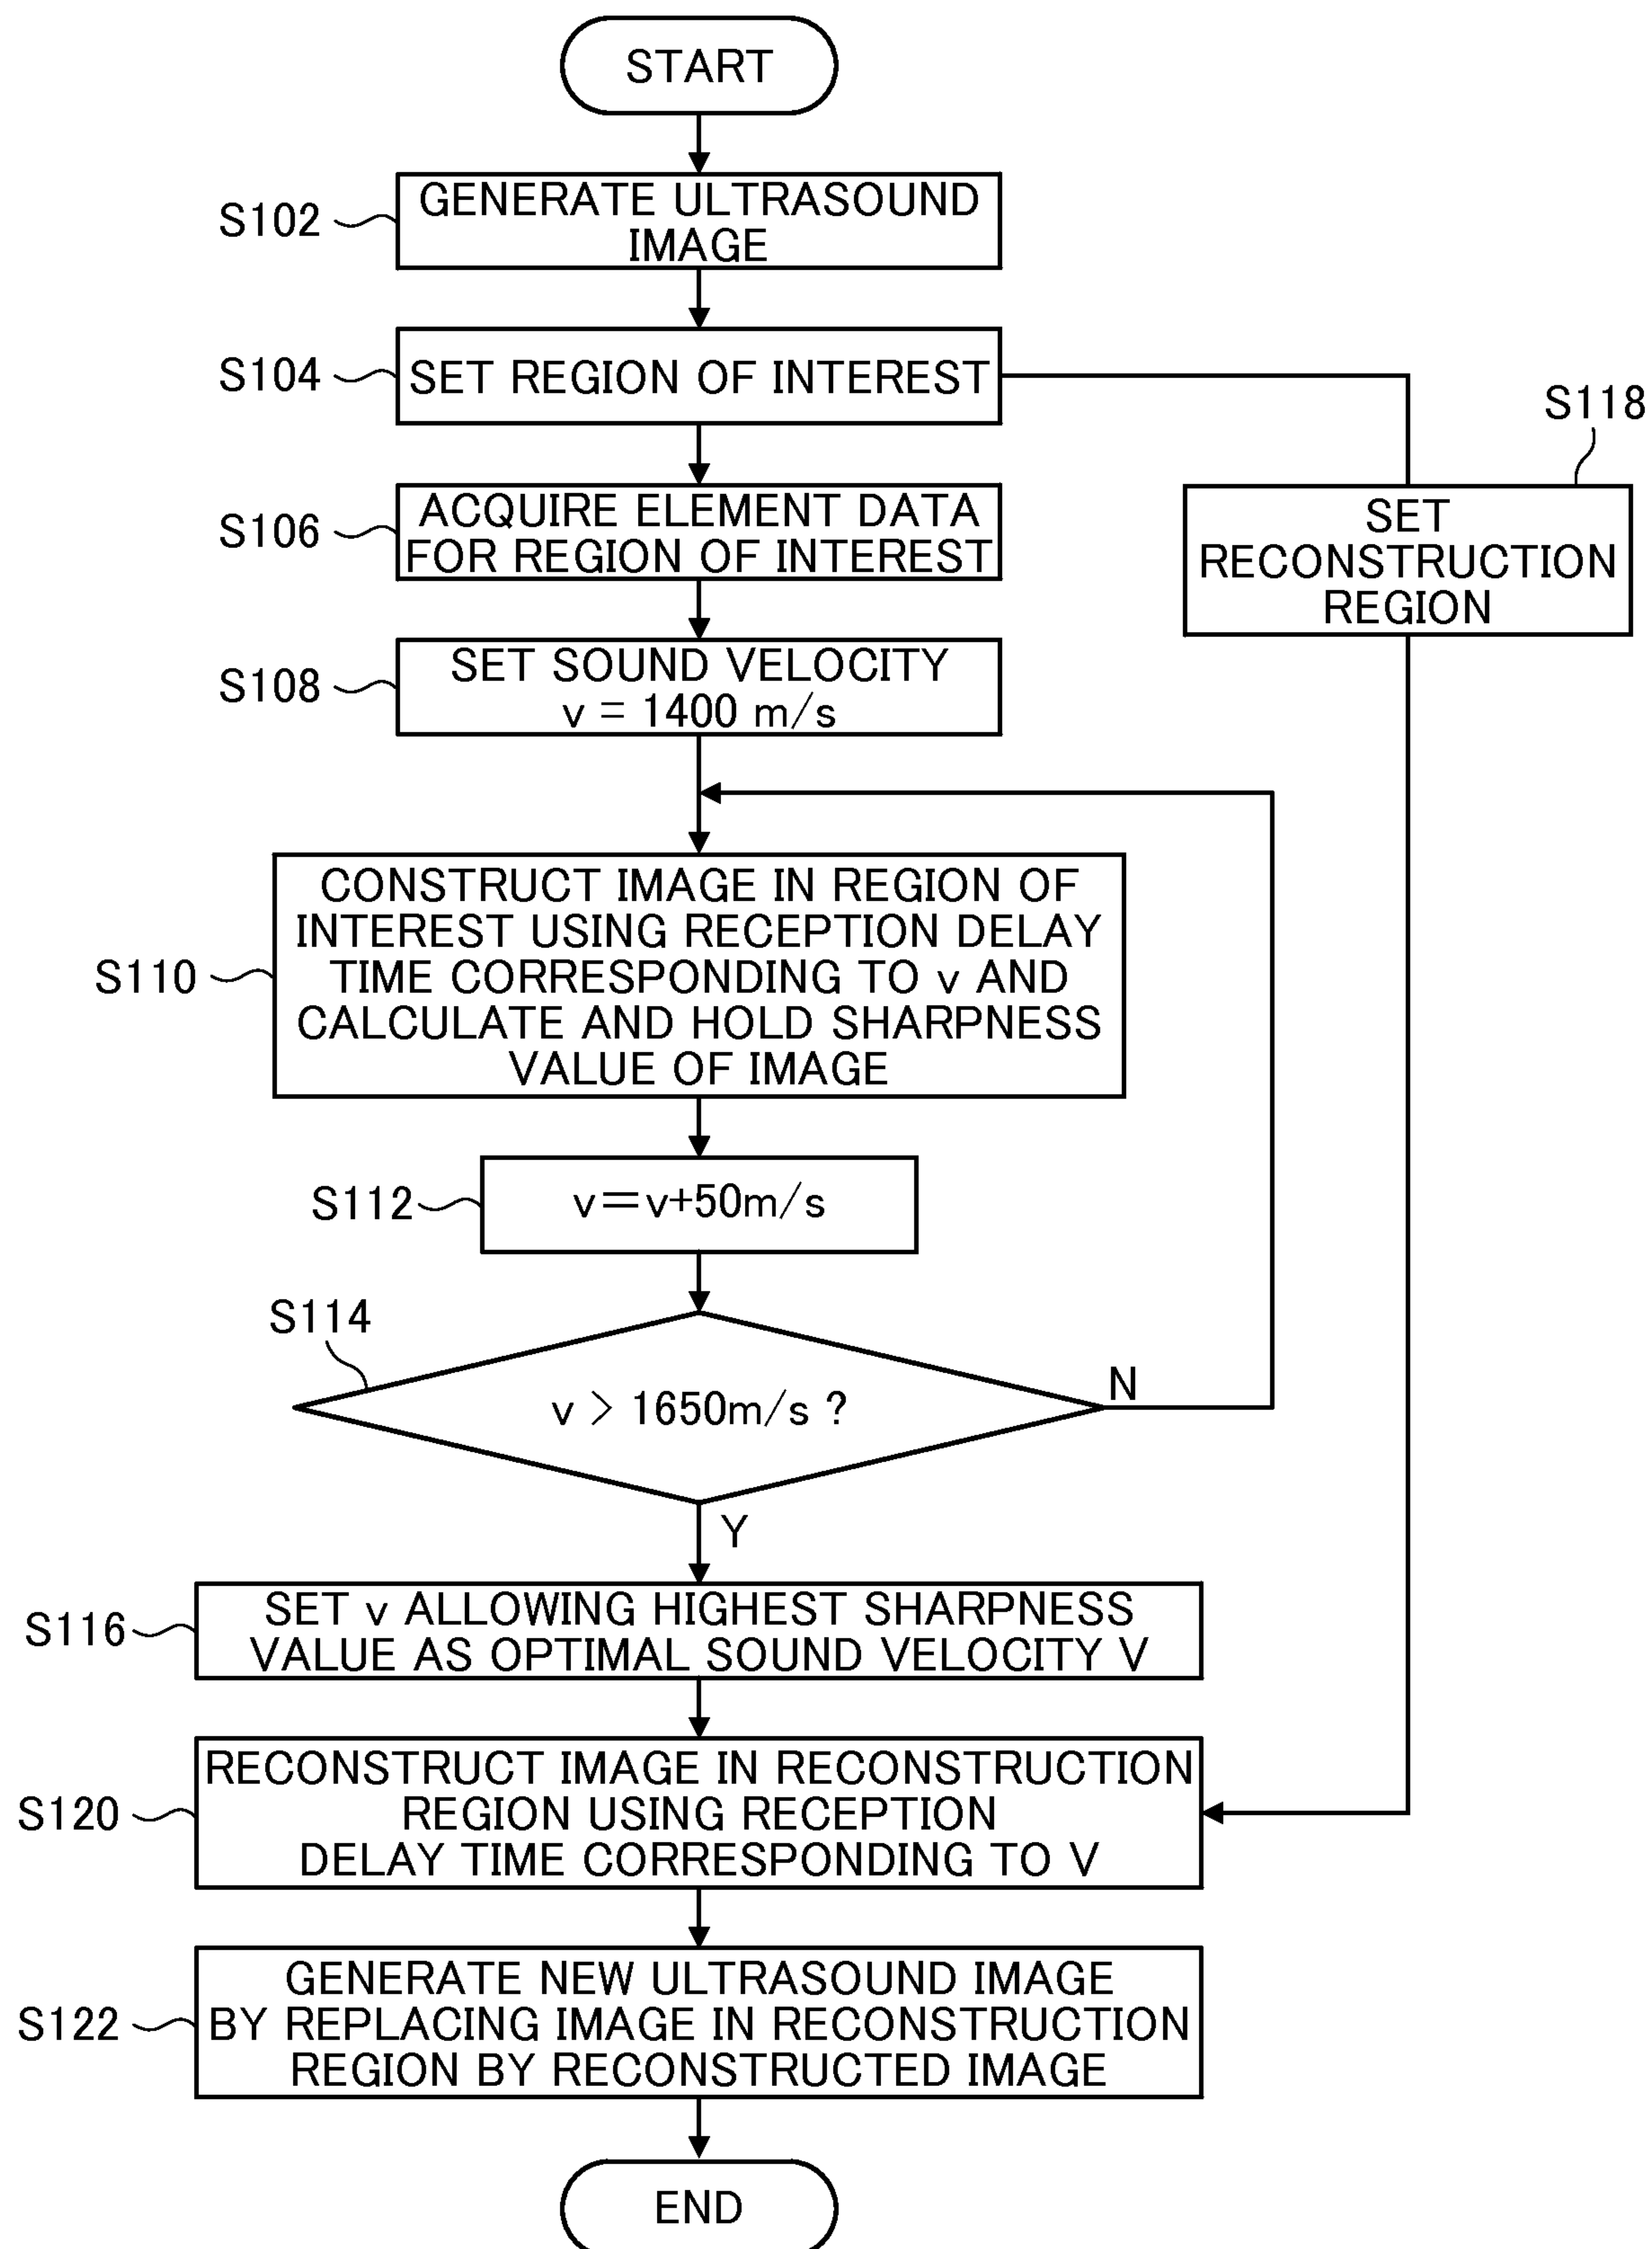 START
S102
GENERATE ULTRASOUND
IMAGE
S104
SET REGION OF INTEREST
S118
SET
RECONSTRUCTION
REGION
S106
ACQUIRE ELEMENT DATA
FOR REGION OF INTEREST
S108
SET SOUND VELOCITY
v = 1400 m/s
S110
CONSTRUCT IMAGE IN REGION OF
INTEREST USING RECEPTION DELAY
TIME CORRESPONDING TO v AND
CALCULATE AND HOLD SHARPNESS
VALUE OF IMAGE
S112
v=v+50m/s
S114
v > 1650m/s ?
N
Y
S116
SET v ALLOWING HIGHEST SHARPNESS
VALUE AS OPTIMAL SOUND VELOCITY V
S120
RECONSTRUCT IMAGE IN RECONSTRUCTION
REGION USING RECEPTION
DELAY TIME CORRESPONDING TO V
S122
GENERATE NEW ULTRASOUND IMAGE
BY REPLACING IMAGE IN RECONSTRUCTION
REGION BY RECONSTRUCTED IMAGE
END